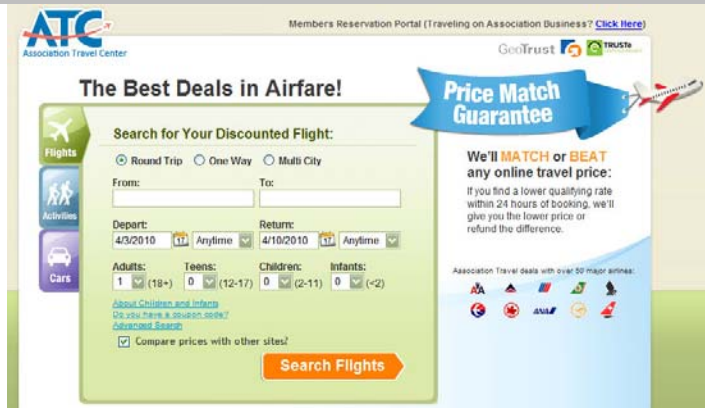 Members Reservation Portal (Traveling on Association Business? Click Here)
ATC
Association Travel Center
GeoTrust
TRUSTe
The Best Deals in Airfare!
Price Match
Guarantee
Flights
Activities
Cars
Search for Your Discounted Flight:
Round Trip One Way Multi City
From: To:
Depart: Return:
4/3/2010 17 Anytime 4/10/2010 17 Anytime
Adults: Teens: Children: Infants:
1 (18+) 0 (12-17) 0 (2-11) 0 (<2)
About Children and Infants
Do you have a coupon code?
Advanced Search
Compare prices with other sites?
Search Flights
We'll MATCH or BEAT
any online travel price:
If you find a lower qualifying rate
within 24 hours of booking, we'll
give you the lower price or
refund the difference.
Association Travel deals with over 50 major airlines:
AA
ANA